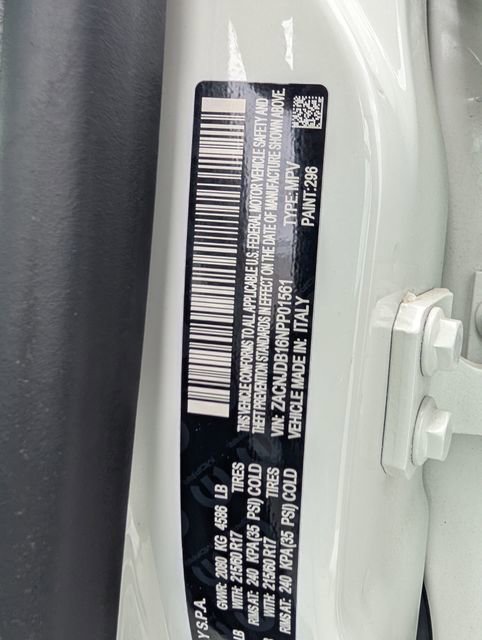 Y S.P.A.
GVWR: 2080 KG 4586 LB
WITH: 215/60 R17 TIRES
RIMS AT: 240 KPA(35 PSI) COLD
WITH: 215/60 R17 TIRES
RIMS AT: 240 KPA(35 PSI) COLD
THIS VEHICLE CONFORMS TO ALL APPLICABLE U.S. FEDERAL MOTOR VEHICLE SAFETY AND
THEFT PREVENTION STANDARDS IN EFFECT ON THE DATE OF MANUFACTURE SHOWN ABOVE.
VIN: ZACNJDB16NPP01561 TYPE: MPV
VEHICLE MADE IN: ITALY PAINT: 296